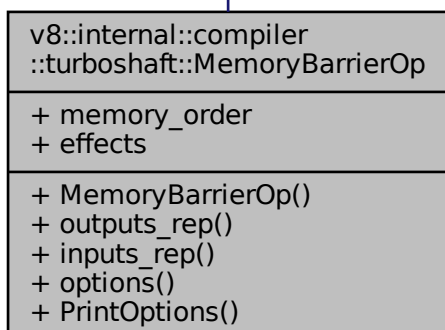 v8::internal::compiler
::turboshaft::MemoryBarrierOp
+ memory_order
+ effects
+ MemoryBarrierOp()
+ outputs_rep()
+ inputs_rep()
+ options()
+ PrintOptions()